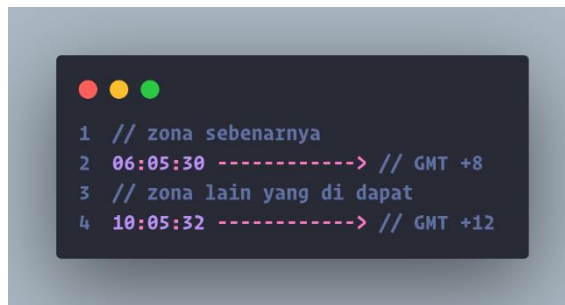 1 // zona sebenarnya
2 06:05:30 ------------> // GMT +8
3 // zona lain yang di dapat
4 10:05:32 ------------> // GMT +12